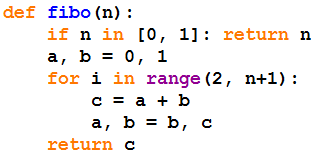 def fibo(n):
    if n in [0, 1]: return n
    a, b = 0, 1
    for i in range(2, n+1):
        c = a + b
        a, b = b, c
    return c